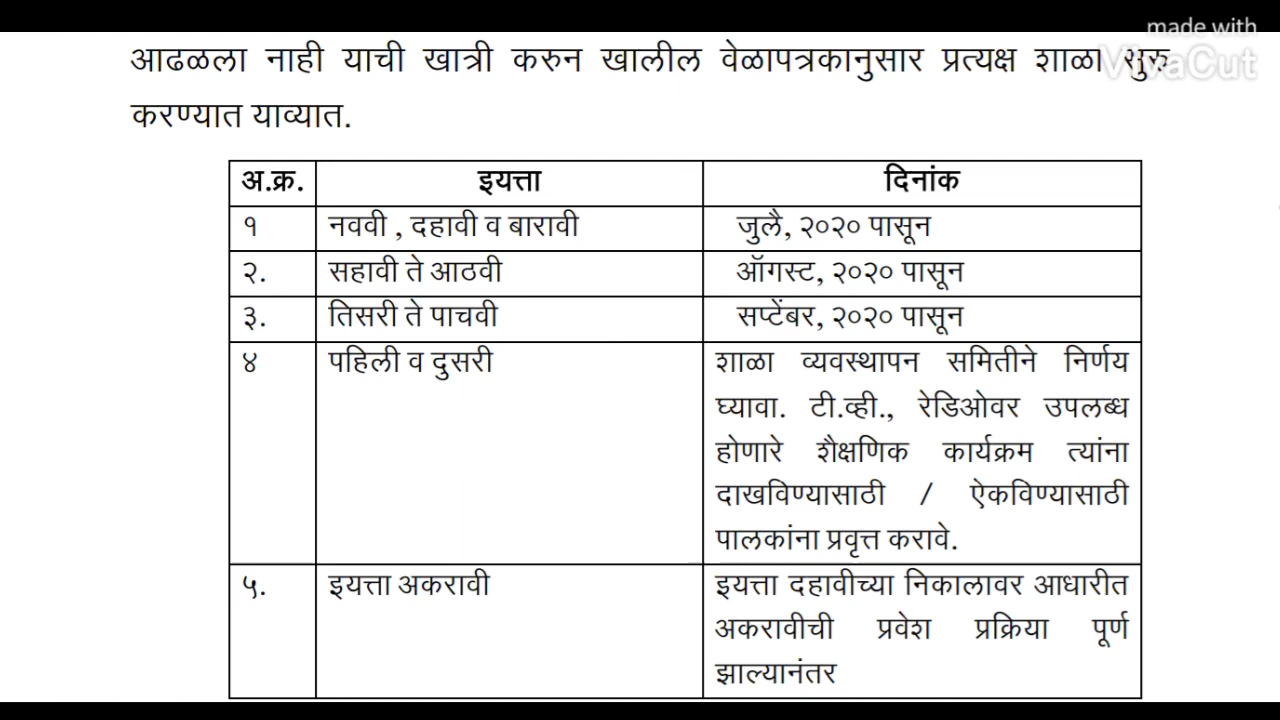 made with
VivaCut
आढळला नाही याची खात्री करुन खालील वेळापत्रकानुसार प्रत्यक्ष शाळा सुरु
करण्यात याव्यात.
अ.क्र. इयत्ता दिनांक
१ नववी , दहावी व बारावी जुलै, २०२० पासून
२. सहावी ते आठवी ऑगस्ट, २०२० पासून
३. तिसरी ते पाचवी सप्टेंबर, २०२० पासून
४ पहिली व दुसरी शाळा व्यवस्थापन समितीने निर्णय
घ्यावा. टी.व्ही., रेडिओवर उपलब्ध
होणारे शैक्षणिक कार्यक्रम त्यांना
दाखविण्यासाठी / ऐकविण्यासाठी
पालकांना प्रवृत्त करावे.
५. इयत्ता अकरावी इयत्ता दहावीच्या निकालावर आधारीत
अकरावीची प्रवेश प्रक्रिया पूर्ण
झाल्यानंतर